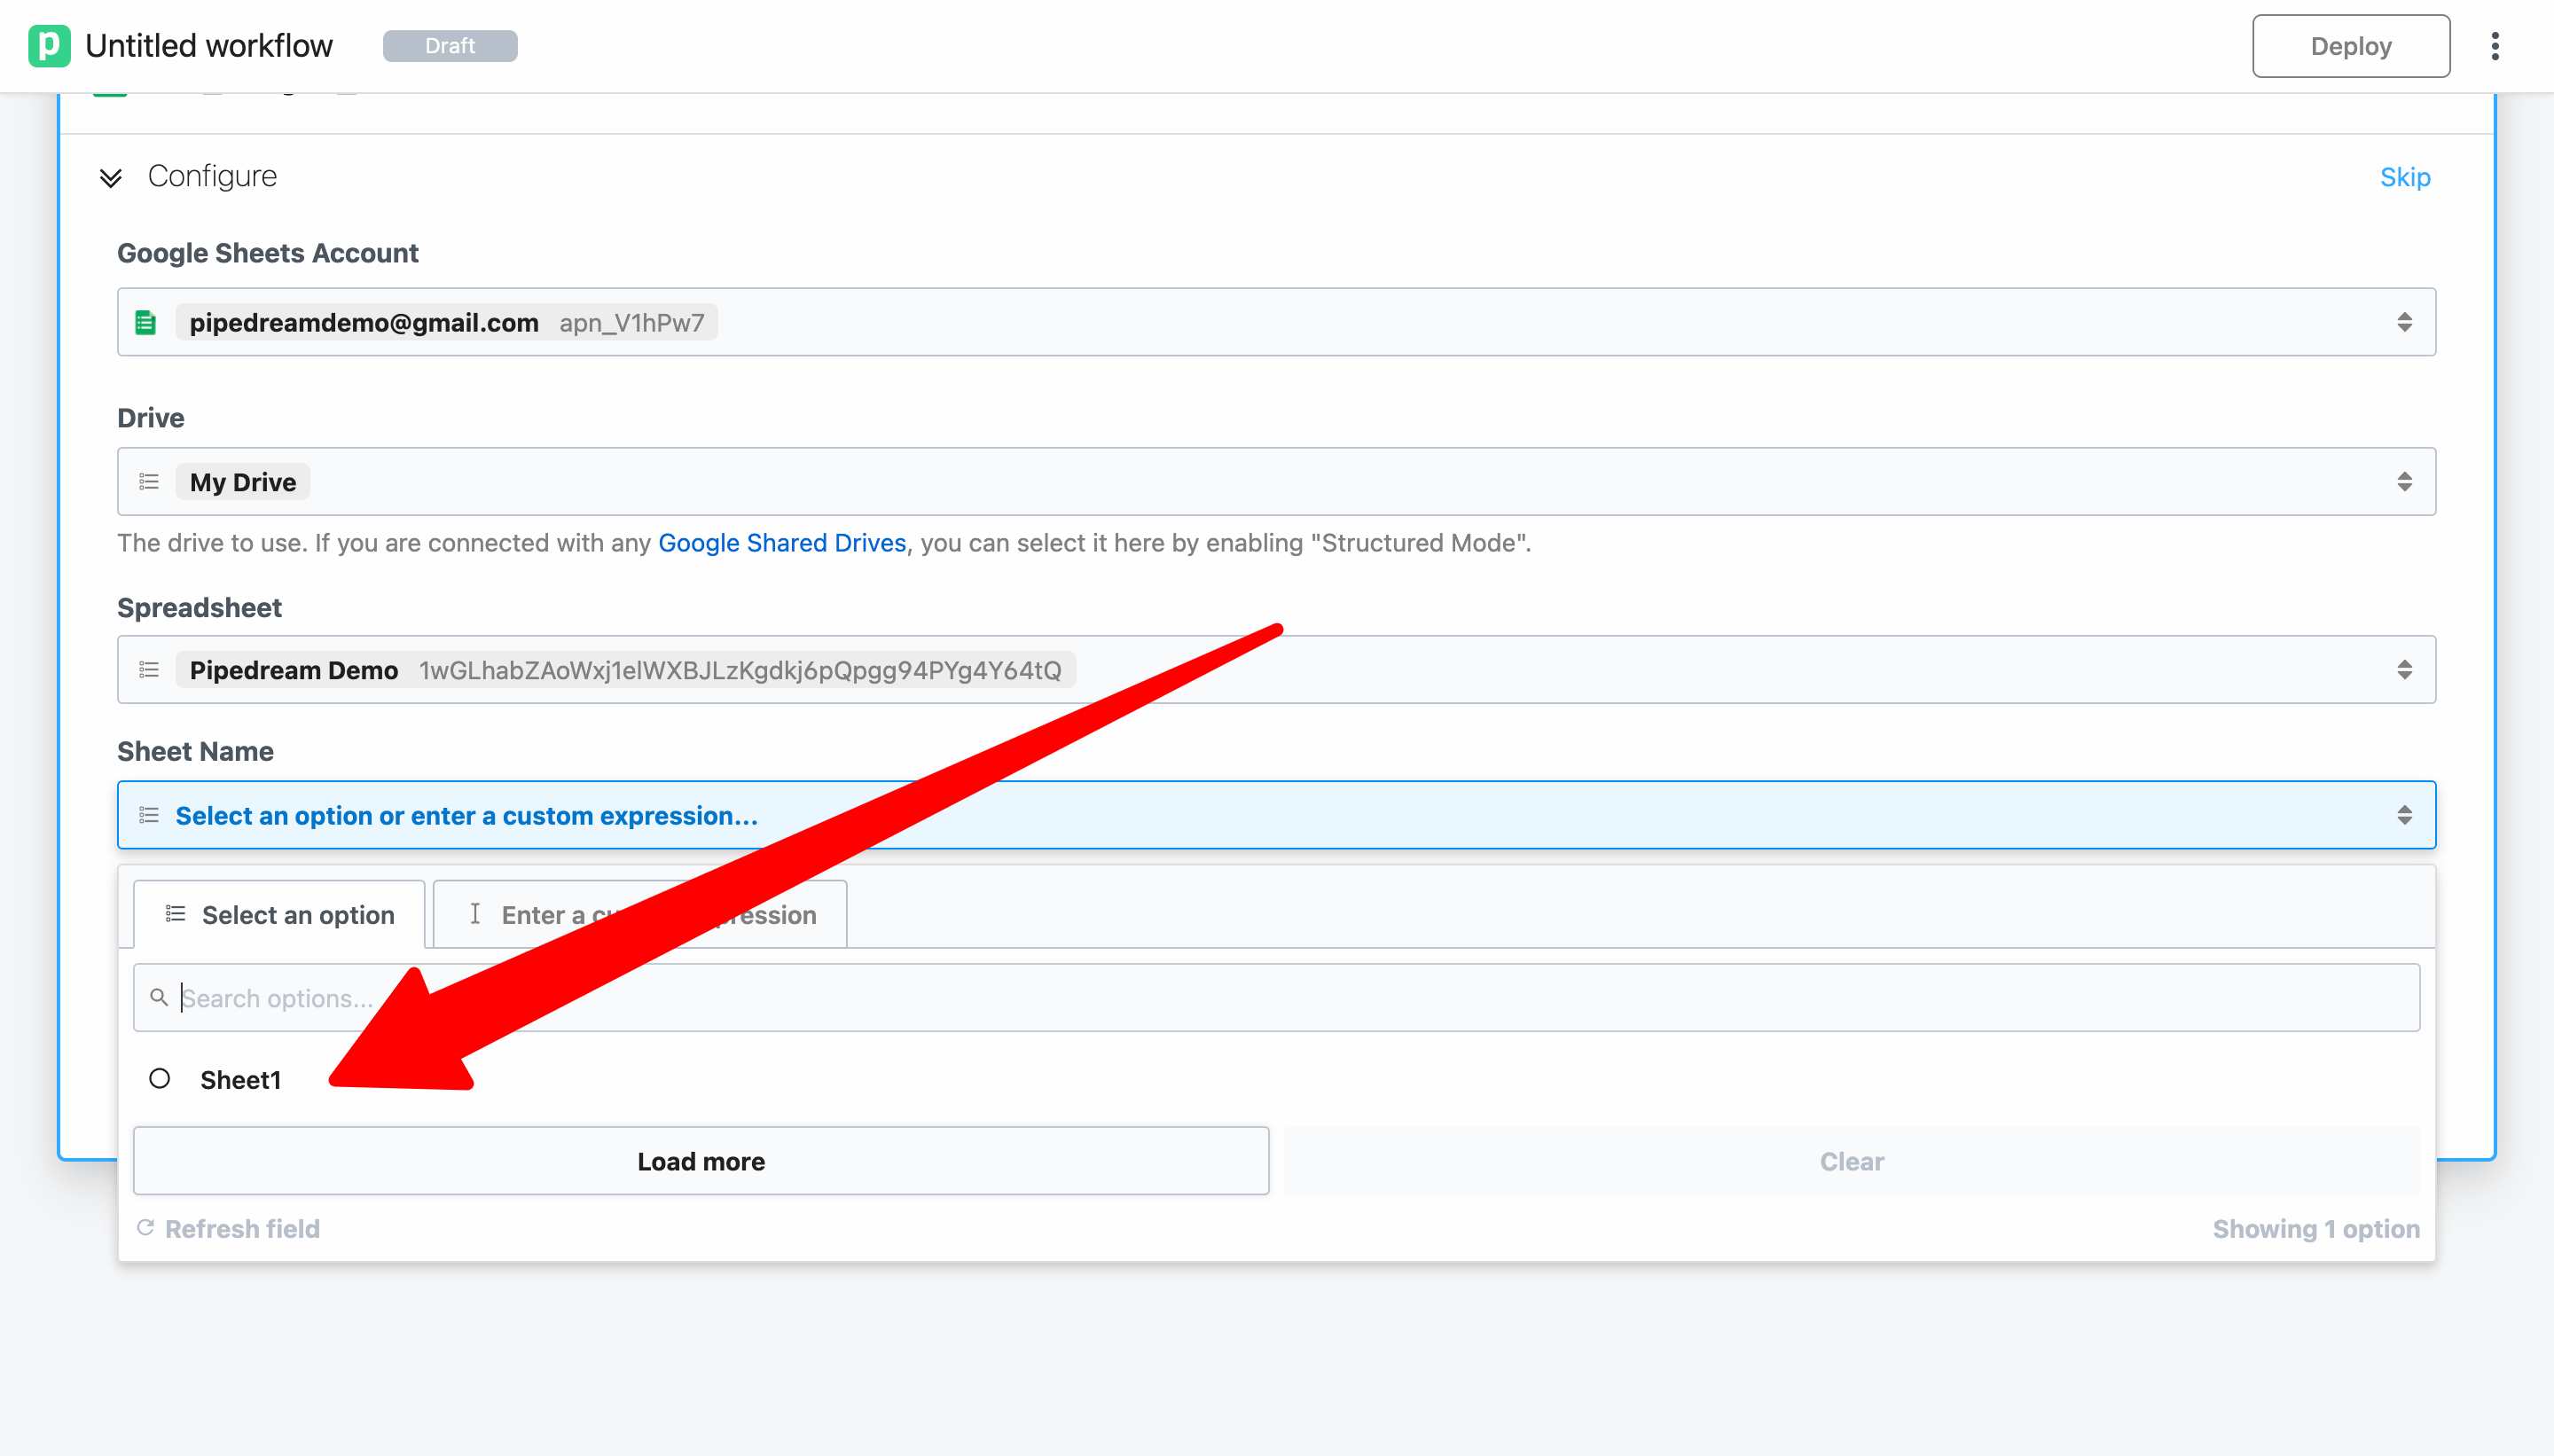 p Untitled workflow Draft Deploy
Configure Skip
Google Sheets Account
pipedreamdemo@gmail.com apn_V1hPw7
Drive
My Drive
The drive to use. If you are connected with any Google Shared Drives, you can select it here by enabling "Structured Mode".
Spreadsheet
Pipedream Demo 1wGLhabZAoWxj1elWXBJLzKgdkj6pQpgg94PYg4Y64tQ
Sheet Name
Select an option or enter a custom expression...
Select an option Enter a
Search options...
Sheet1
Load more Clear
Refresh field Showing 1 option